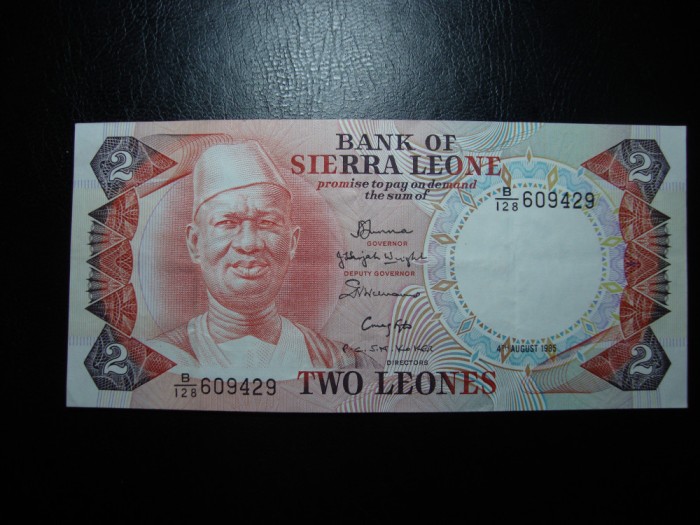 2
2
BANK OF
SIERRA LEONE
promise to pay on demand
the sum of
B/128 609429
GOVERNOR
DEPUTY GOVERNOR
DIRECTORS
4TH AUGUST 1985
2
2
B/128 609429
TWO LEONES